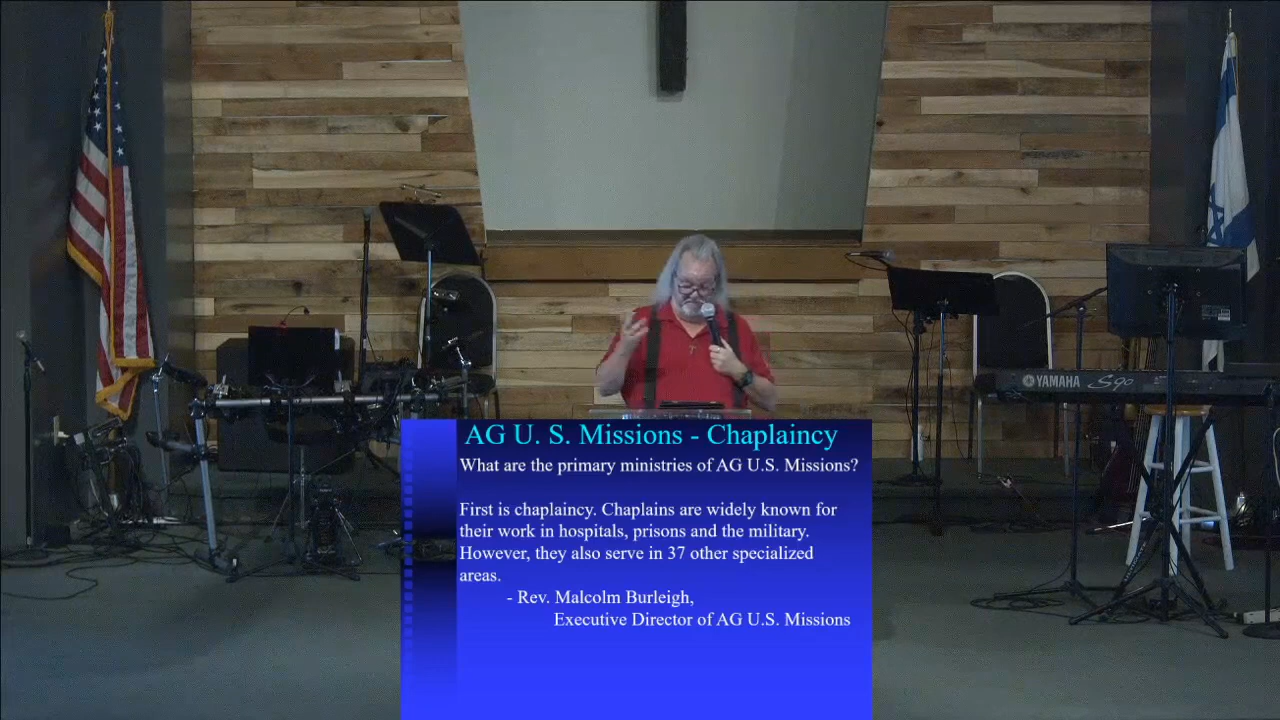 YAMAHA S90
AG U. S. Missions - Chaplaincy
What are the primary ministries of AG U.S. Missions?
First is chaplaincy. Chaplains are widely known for
their work in hospitals, prisons and the military.
However, they also serve in 37 other specialized
areas.
- Rev. Malcolm Burleigh,
Executive Director of AG U.S. Missions